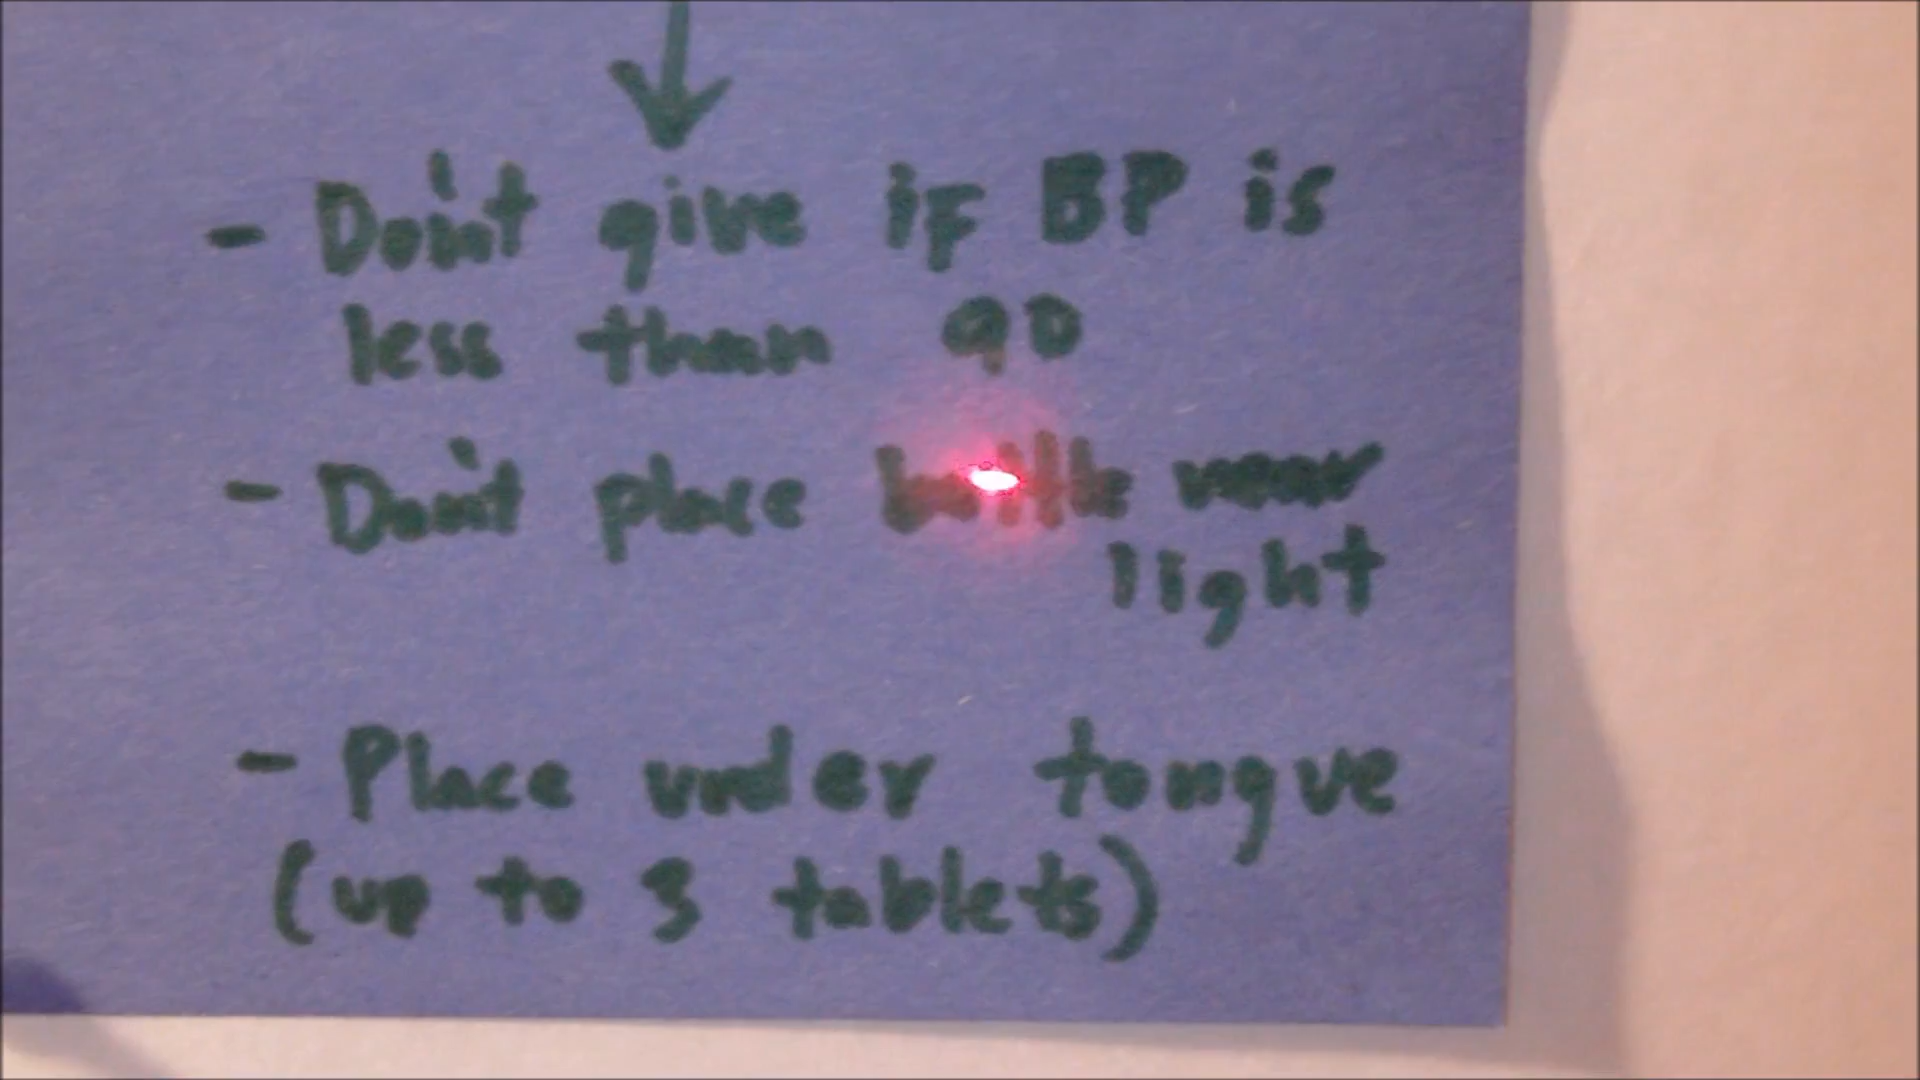 - Don't give if BP is
less than 90
- Don't place bottle near
light
- Place under tongue
(up to 3 tablets)